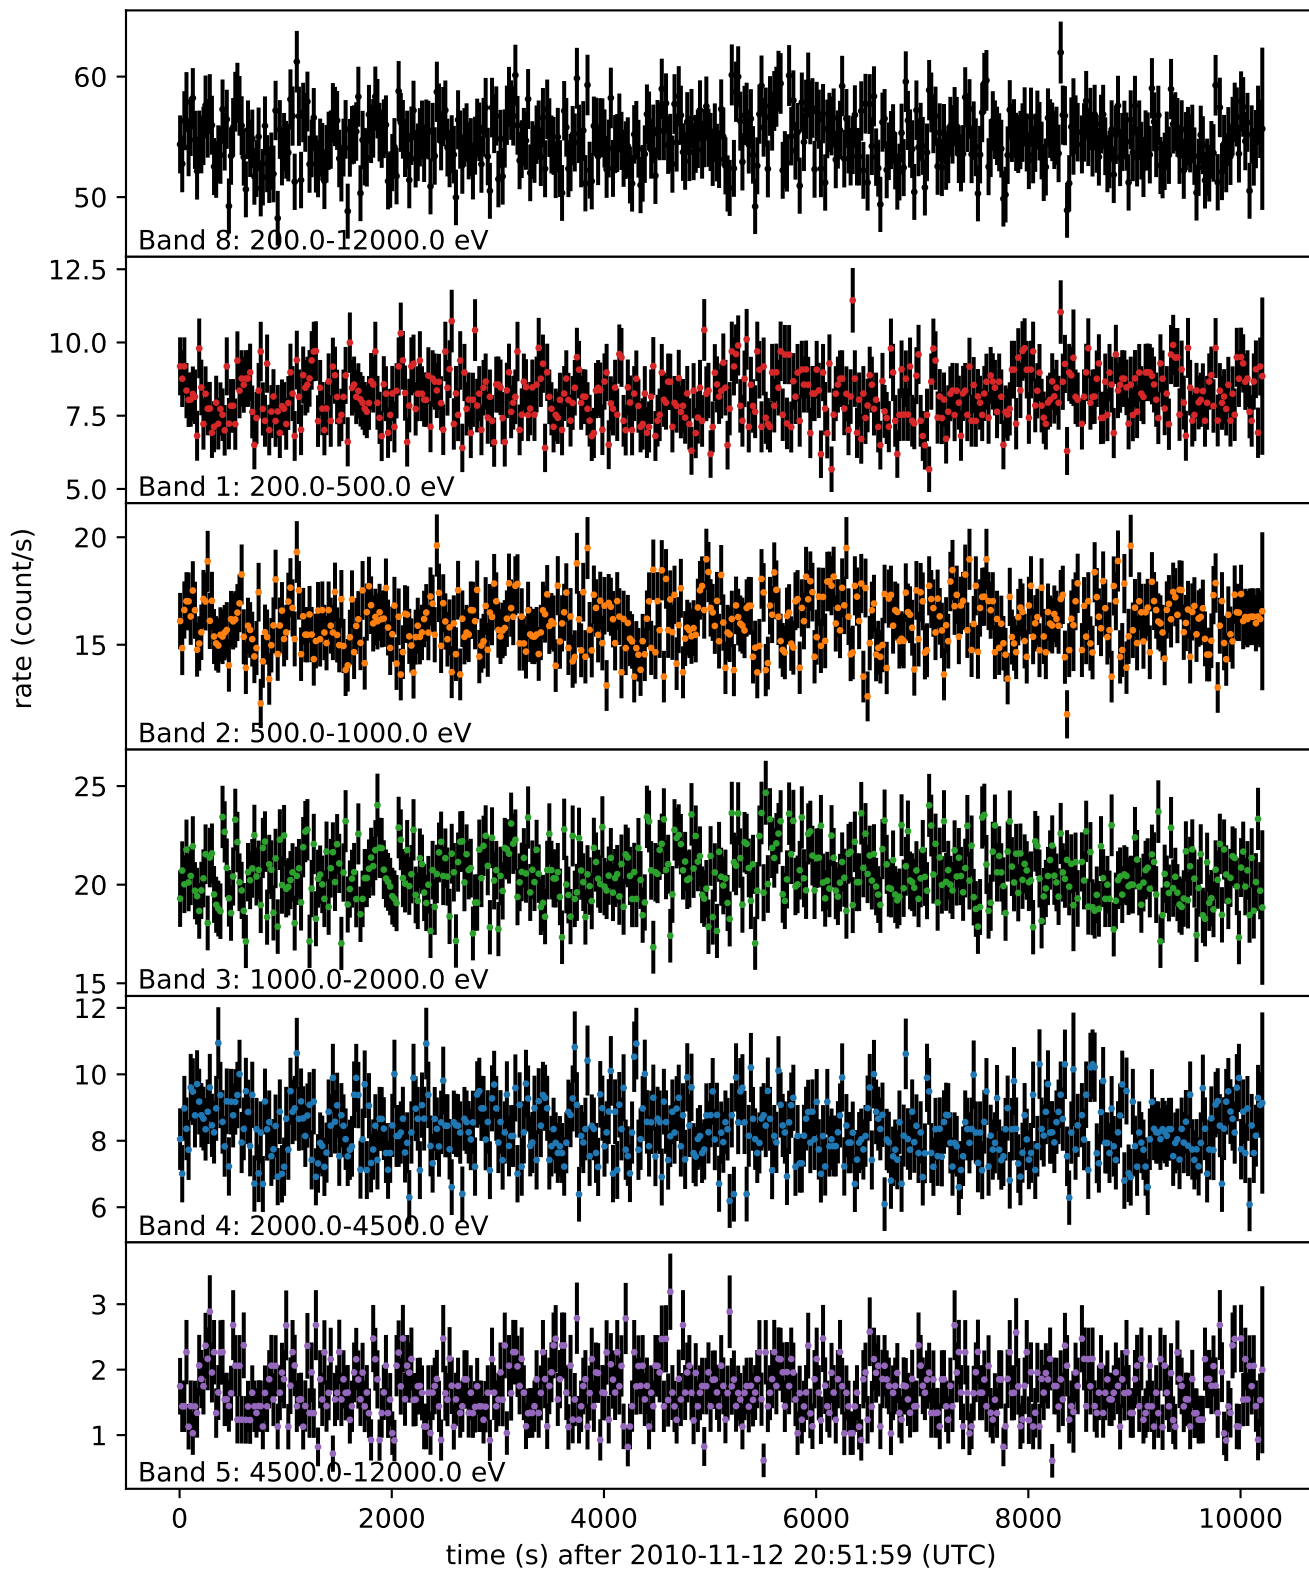 60
50
Band 8: 200.0-12000.0 eV
12.5
10.0
7.5
5.0
Band 1: 200.0-500.0 eV
20
15
Band 2: 500.0-1000.0 eV
rate (count/s)
25
20
15
Band 3: 1000.0-2000.0 eV
12
10
8
6
Band 4: 2000.0-4500.0 eV
3
2
1
Band 5: 4500.0-12000.0 eV
0 2000 4000 6000 8000 10000
time (s) after 2010-11-12 20:51:59 (UTC)